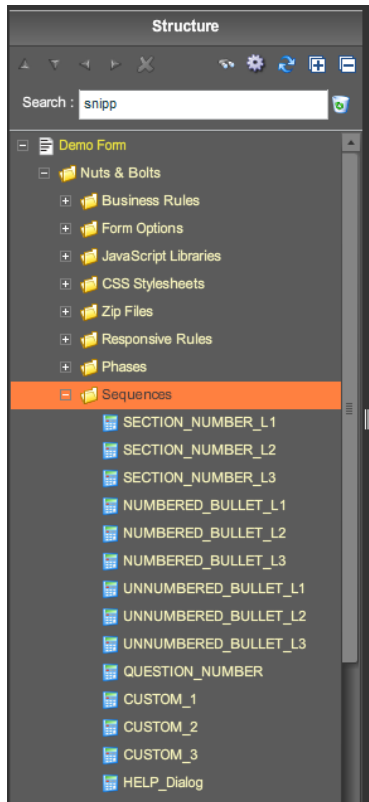 Structure
Search : snipp
Demo Form
Nuts & Bolts
Business Rules
Form Options
JavaScript Libraries
CSS Stylesheets
Zip Files
Responsive Rules
Phases
Sequences
SECTION_NUMBER_L1
SECTION_NUMBER_L2
SECTION_NUMBER_L3
NUMBERED_BULLET_L1
NUMBERED_BULLET_L2
NUMBERED_BULLET_L3
UNNUMBERED_BULLET_L1
UNNUMBERED_BULLET_L2
UNNUMBERED_BULLET_L3
QUESTION_NUMBER
CUSTOM_1
CUSTOM_2
CUSTOM_3
HELP_Dialog